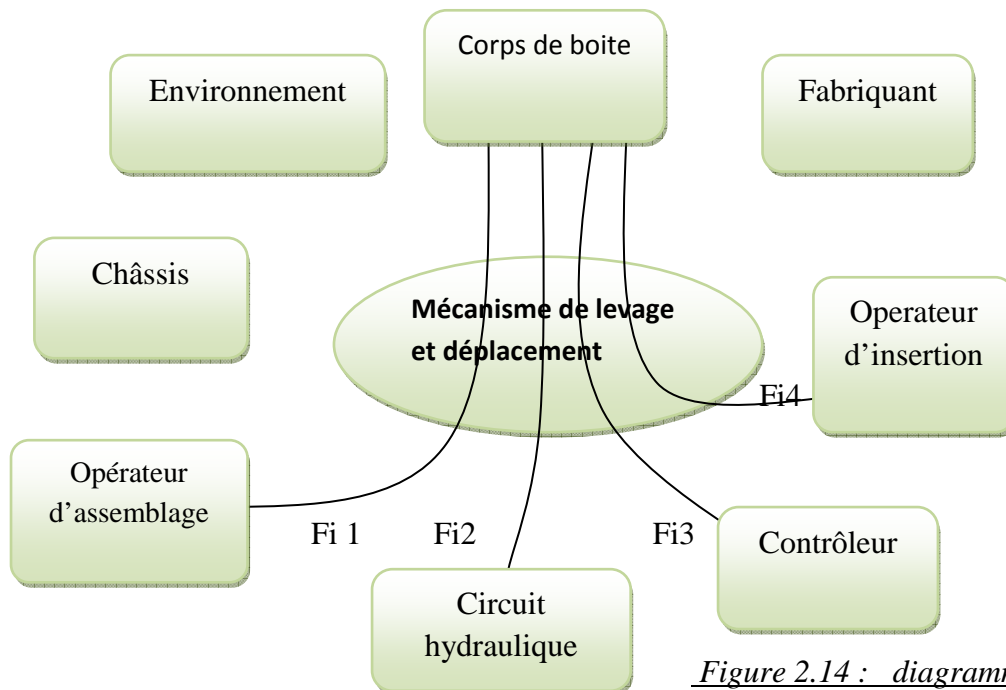 Corps de boite
Environnement
Fabriquant
Châssis
Mécanisme de levage
et déplacement
Operateur
d’insertion
Fi4
Opérateur
d’assemblage
Fi 1
Fi2
Fi3
Contrôleur
Circuit
hydraulique
Figure 2.14 : diagramm